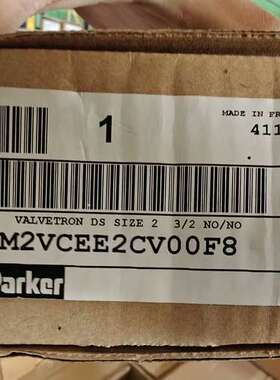 MADE IN FR
1
411
VALVETRON DS SIZE 2 3/2 NO/NO
M2VCEE2CV00F8
Parker